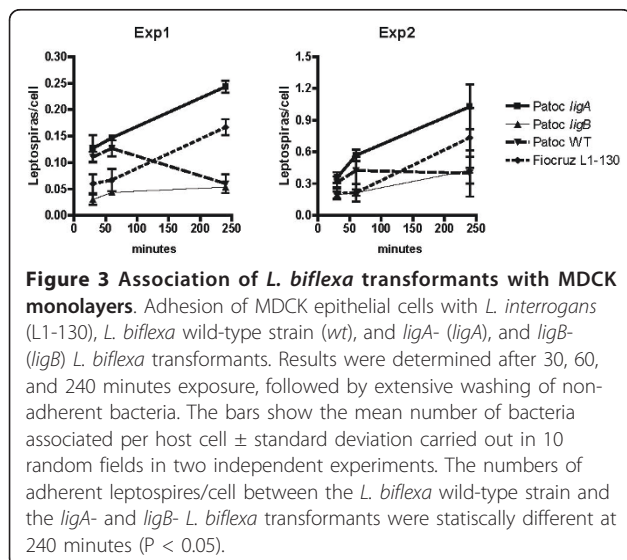 Exp1
Exp2
0.30
0.25
0.20
0.15
0.10
0.05
0.00
Leptospiras/cell
0 50 100 150 200 250
minutes
1.5
1.2
0.9
0.6
0.3
0.0
Leptospiras/cell
0 50 100 150 200 250
minutes
Patoc ligA
Patoc ligB
Patoc WT
Fiocruz L1-130
Figure 3 Association of L. biflexa transformants with MDCK
monolayers. Adhesion of MDCK epithelial cells with L. interrogans
(L1-130), L. biflexa wild-type strain (wt), and ligA- (ligA), and ligB-
(ligB) L. biflexa transformants. Results were determined after 30, 60,
and 240 minutes exposure, followed by extensive washing of non-
adherent bacteria. The bars show the mean number of bacteria
associated per host cell ± standard deviation carried out in 10
random fields in two independent experiments. The numbers of
adherent leptospires/cell between the L. biflexa wild-type strain and
the ligA- and ligB- L. biflexa transformants were statiscally different at
240 minutes (P < 0.05).